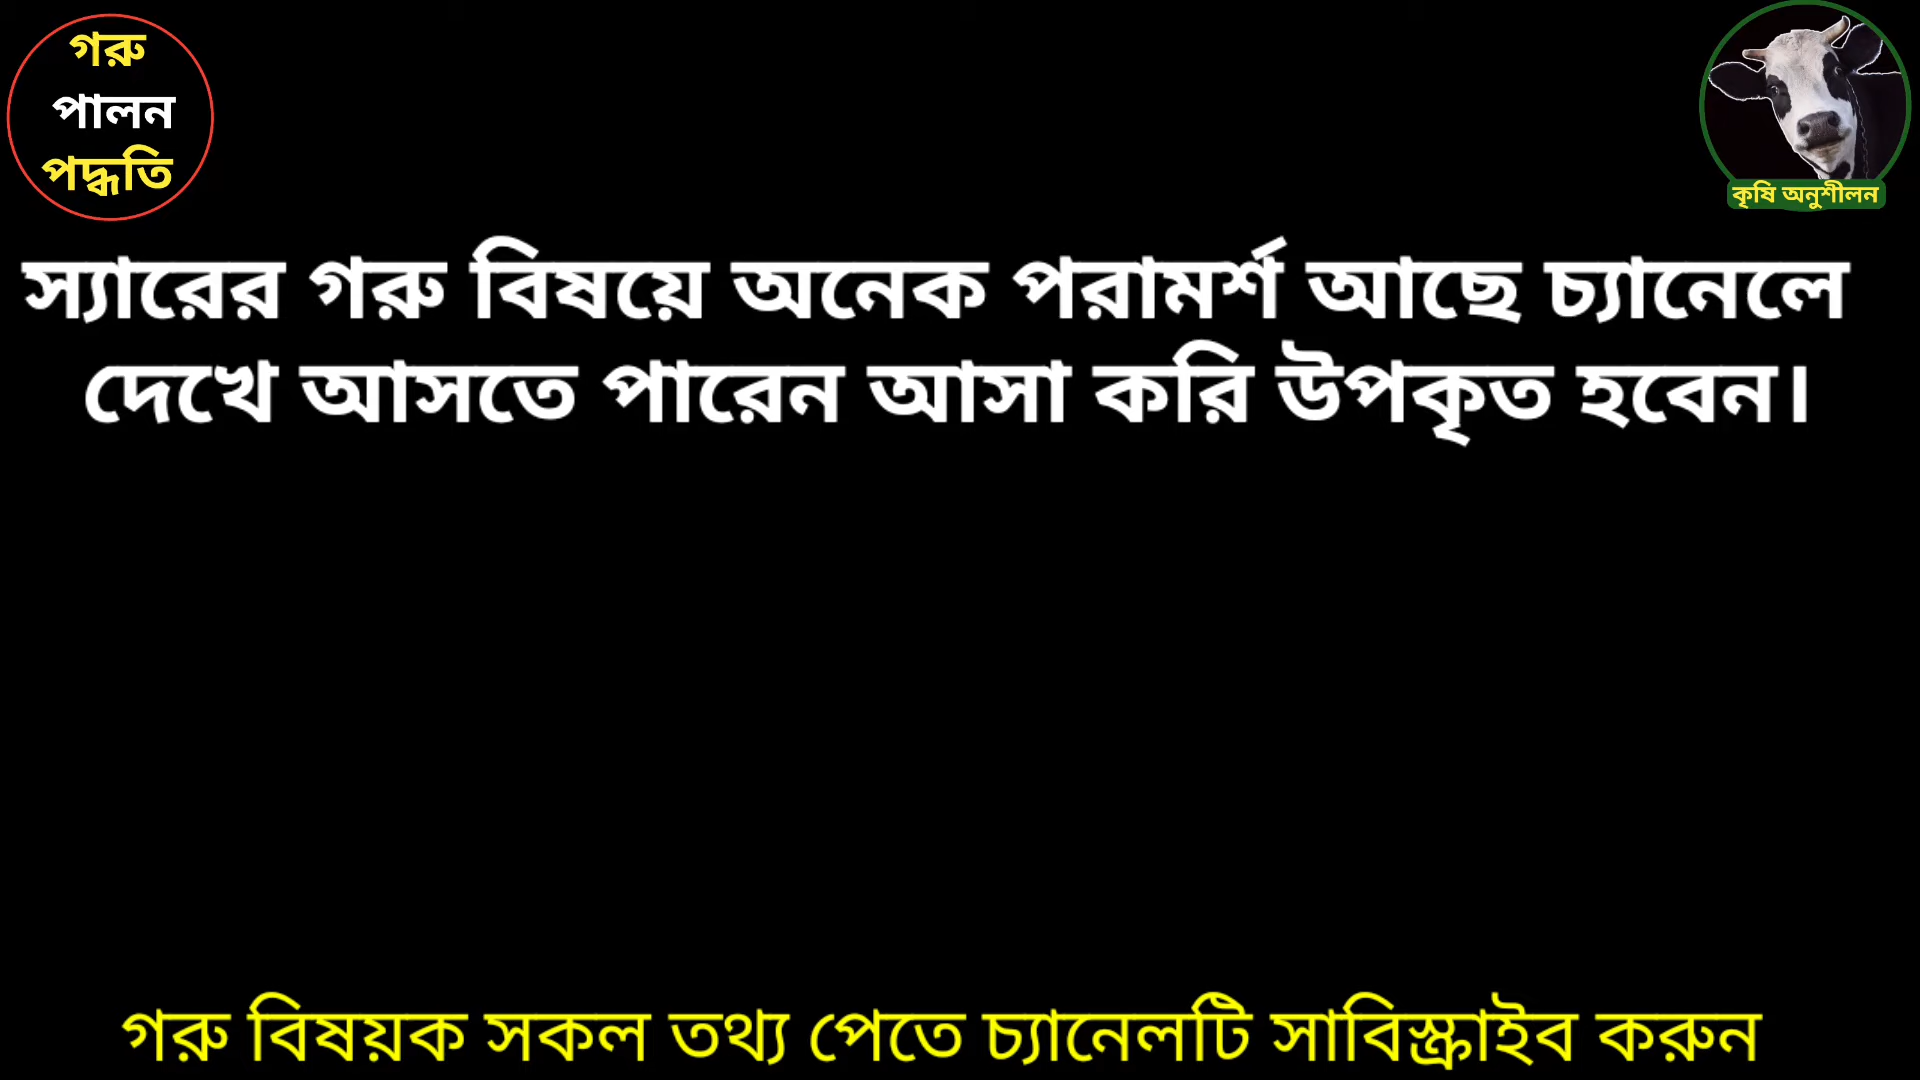 গরু
পালন
পদ্ধতি
কৃষি অনুশীলন
স্যারের গরু বিষয়ে অনেক পরামর্শ আছে চ্যানেলে
দেখে আসতে পারেন আসা করি উপকৃত হবেন।
গরু বিষয়ক সকল তথ্য পেতে চ্যানেলটি সাবিস্ক্রাইব করুন